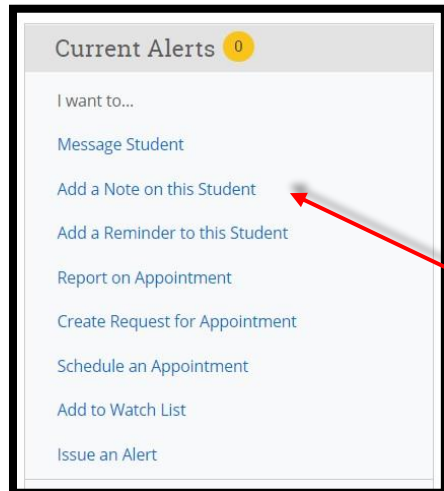 Current Alerts 0
I want to...
Message Student
Add a Note on this Student
Add a Reminder to this Student
Report on Appointment
Create Request for Appointment
Schedule an Appointment
Add to Watch List
Issue an Alert